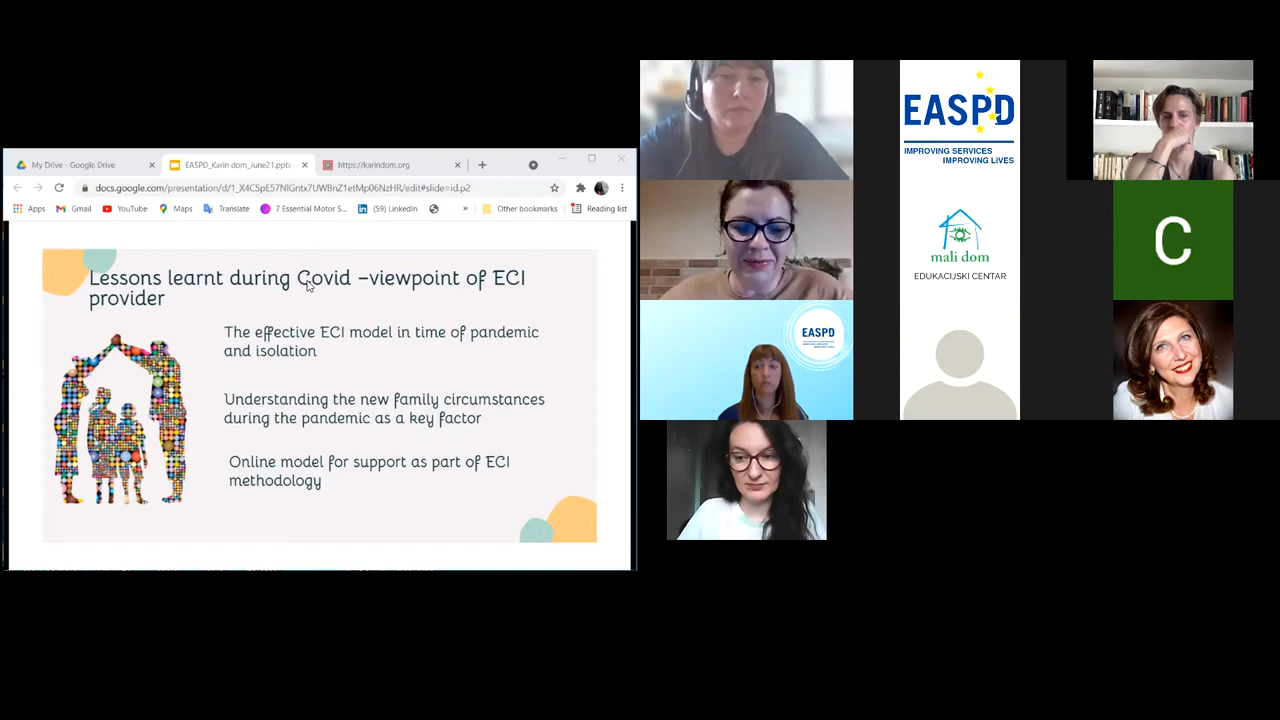 My Drive - Google Drive
EASPD_Karin dom_June21.pptx
https://karindom.org
docs.google.com/presentation/d/1_X4CSpE57NlGntx7UWBnZ1etMp06NzHR/edit#slide=id.p2
Apps
Gmail
YouTube
Maps
Translate
7 Essential Motor S...
(59) LinkedIn
»
Other bookmarks
Reading list
Lessons learnt during Covid –viewpoint of ECI
provider
The effective ECI model in time of pandemic
and isolation
Understanding the new family circumstances
during the pandemic as a key factor
Online model for support as part of ECI
methodology
EASPD
IMPROVING SERVICES
IMPROVING LIVES
mali dom
EDUKACIJSKI CENTAR
C
EASPD